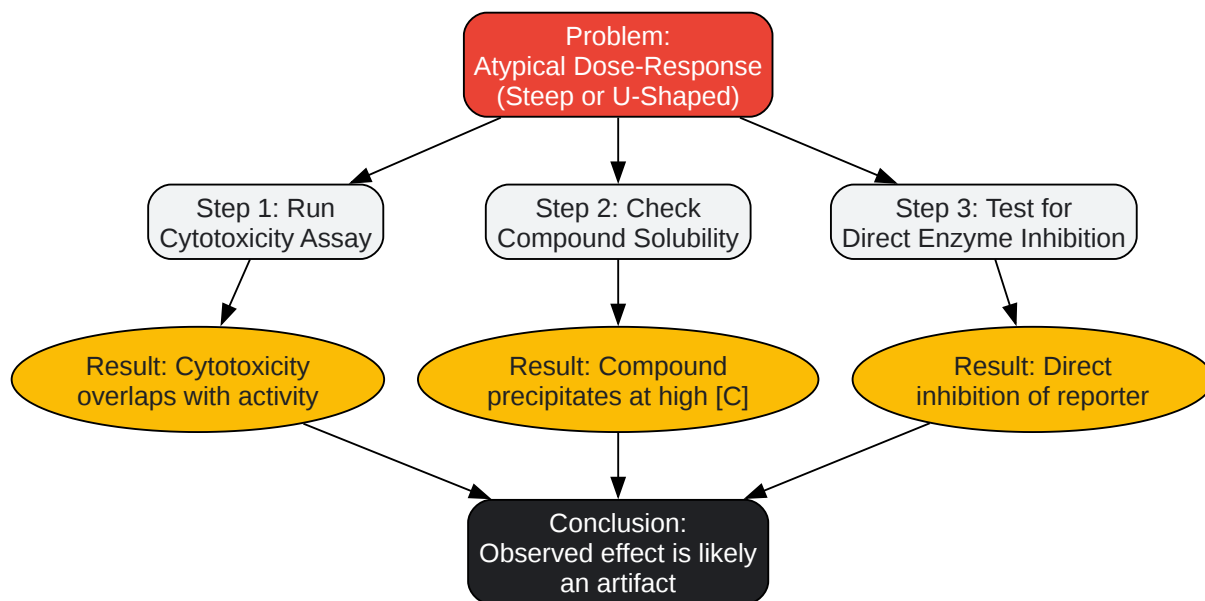 Problem:
Atypical Dose-Response
(Steep or U-Shaped)
Step 1: Run
Cytotoxicity Assay
Step 2: Check
Compound Solubility
Step 3: Test for
Direct Enzyme Inhibition
Result: Cytotoxicity
overlaps with activity
Result: Compound
precipitates at high [C]
Result: Direct
inhibition of reporter
Conclusion:
Observed effect is likely
an artifact